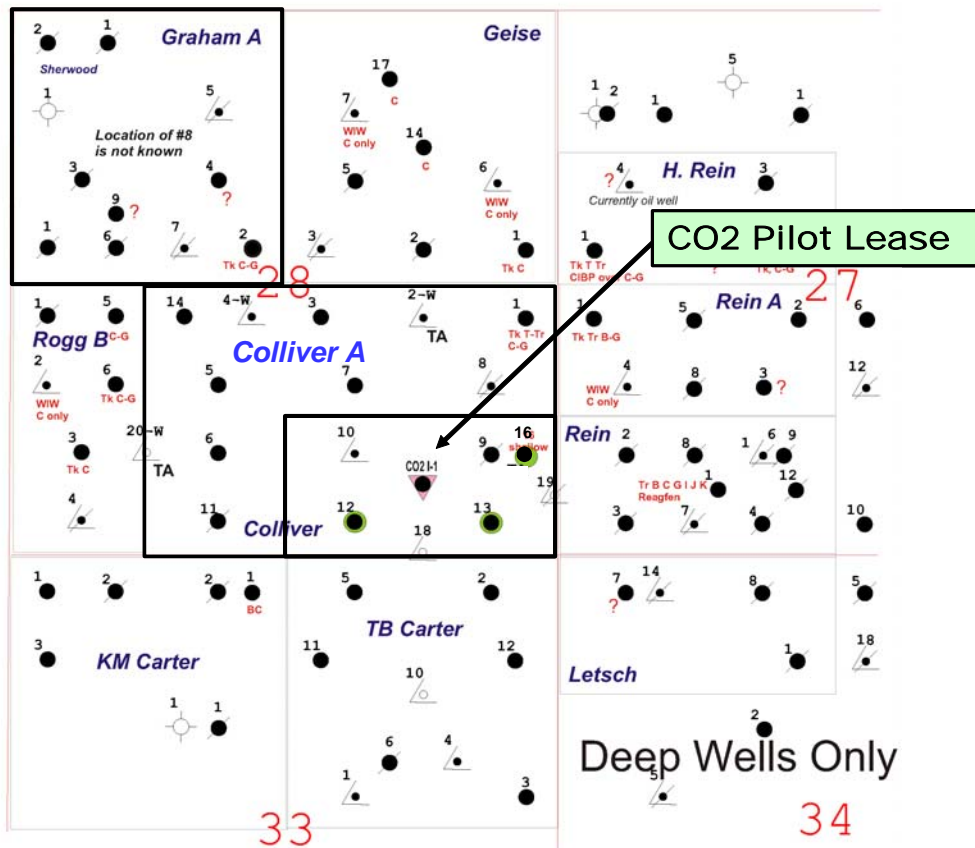 2 1 Graham A
Sherwood
1 5
Location of #8
is not known
3 4 ?
9 ?
1 6 7 2
Tk C-G
28
Geise
17
C
7
WIW
C only
14
C
5 6
WIW
C only
3 2 1
Tk C
5
1 2 1 1
H. Rein
? 4 3
Currently oil well
CO2 Pilot Lease
1
Tk T Tr
CIBP over C-G
?
Tk, C-G
27
1 5
C-G
Rogg B
2
WIW
C only
6
Tk C-G
3
Tk C
20-W
TA
4
14 4-W 3 2-W 1
TA
Tk T-Tr
C-G
Colliver A
5 7 8
6
11
10 9 16
shallow
CO2 I-1
19
12 13
Colliver
18
Rein A
1 5 2 6
Tk Tr B-G
4 8 3 ? 12
WIW
C only
Rein
2 8 1 6 9
Tr B C G I J K
Reagfen
1 12
3 7 4 10
1 2 2 1
BC
3
KM Carter
1 1
33
5 2
TB Carter
11 12
10
6 4
1 3
7 14 8 5
?
1 18
Letsch
2
Deep Wells Only
5
34